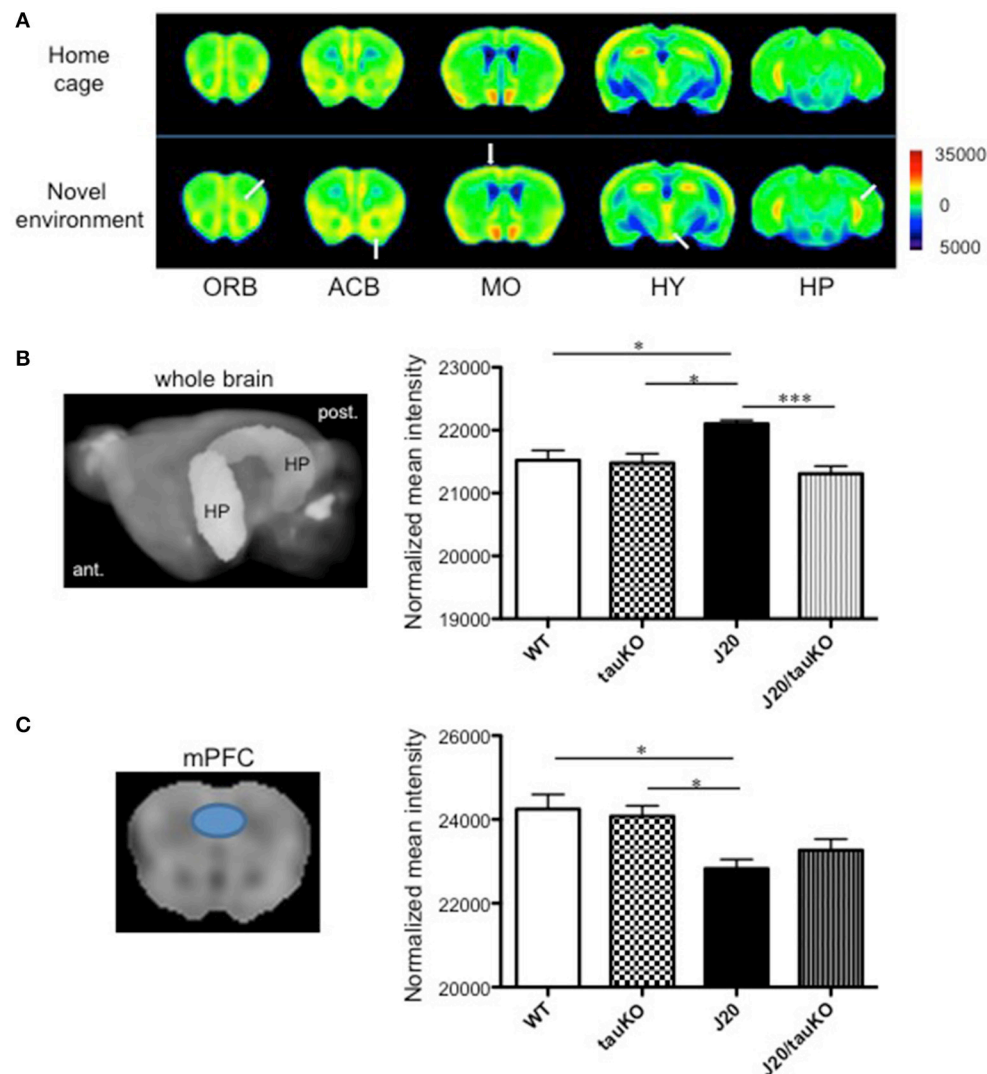 A
Home
cage
Novel
environment
35000
0
5000
ORB ACB MO HY HP
B
whole brain
post.
HP
HP
ant.
Normalized mean intensity
23000
22000
21000
20000
19000
*
*
***
WT
tauKO
J20
J20/tauKO
C
mPFC
Normalized mean intensity
26000
24000
22000
20000
*
*
WT
tauKO
J20
J20/tauKO